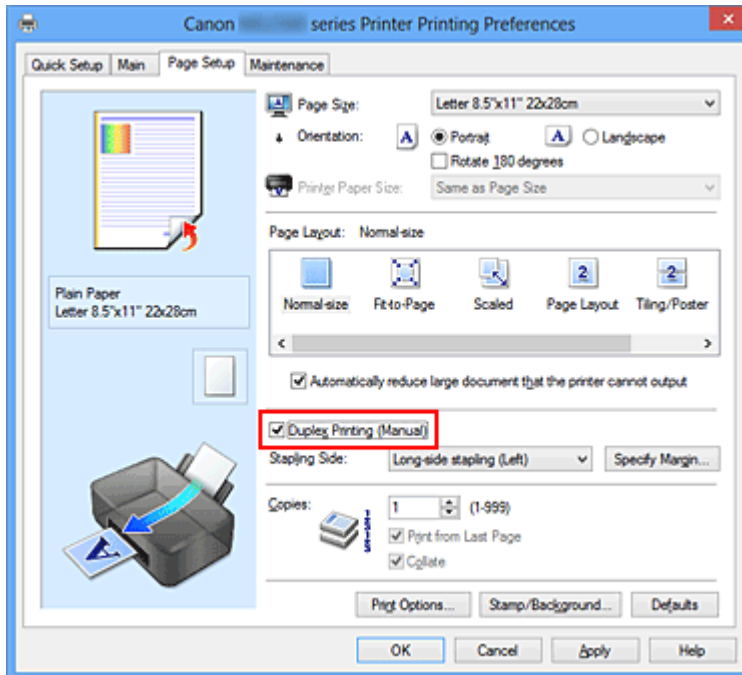 Canon series Printer Printing Preferences
Quick Setup Main Page Setup Maintenance
Page Size: Letter 8.5"x11" 22x28cm
Orientation: A Portrait A Landscape
Rotate 180 degrees
Printer Paper Size: Same as Page Size
Page Layout: Normal-size
2 2
Normal-size Fit-to-Page Scaled Page Layout Tiling/Poster
Plain Paper
Letter 8.5"x11" 22x28cm
Automatically reduce large document that the printer cannot output
Duplex Printing (Manual)
Stapling Side: Long-side stapling (Left) Specify Margin...
Copies: 1 (1-999)
Print from Last Page
Collate
A
Print Options... Stamp/Background... Defaults
OK Cancel Apply Help